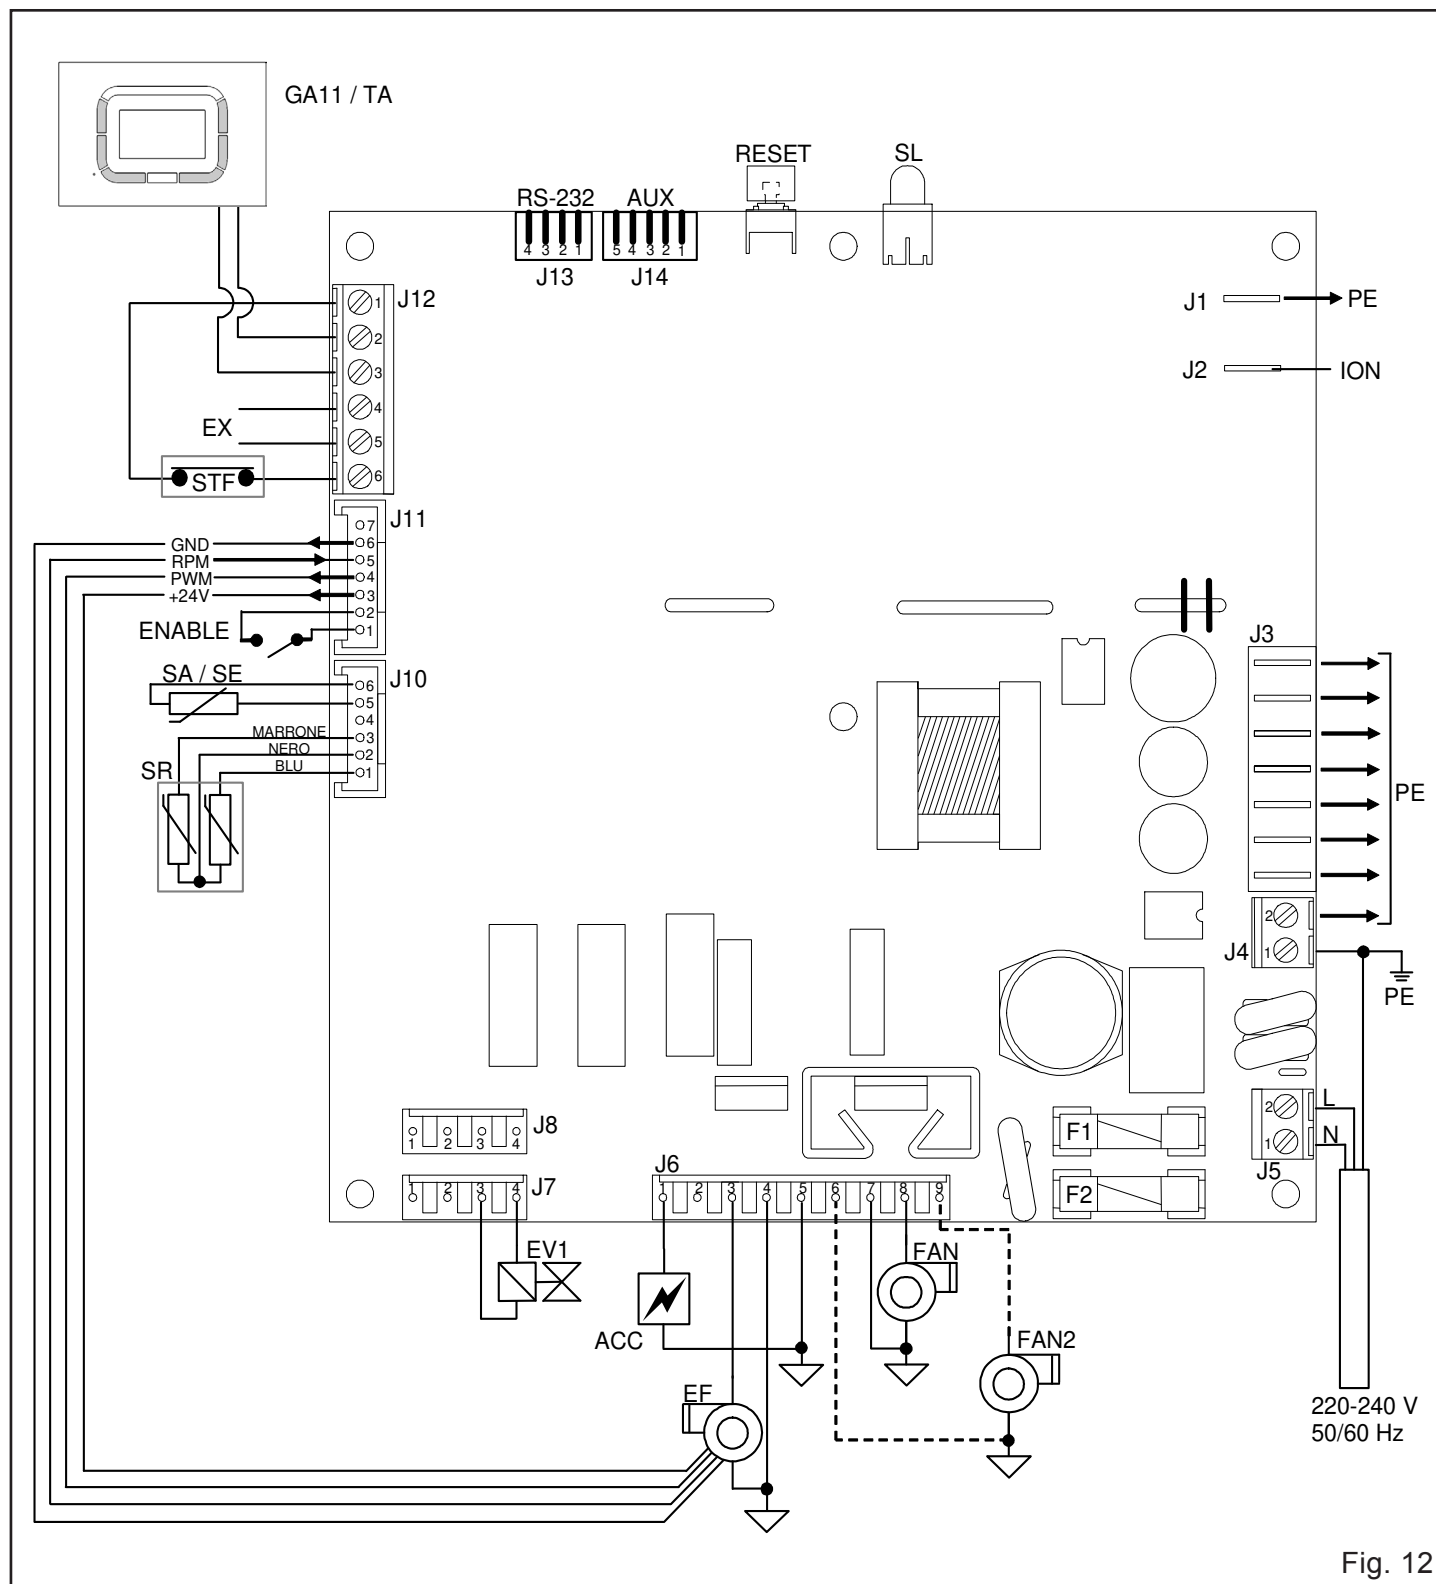 GA11 / TA
RESET
SL
RS-232
AUX
4 3 2 1
5 4 3 2 1
J13
J14
J1
PE
J2
ION
J12
1
2
3
4
5
6
EX
STF
J11
7
6
5
4
3
2
1
GND
RPM
PWM
+24V
ENABLE
SA / SE
J10
6
5
4
3
2
1
MARRONE
NERO
BLU
SR
J3
PE
J4
2
1
PE
J8
1 2 3 4
J7
1 2 3 4
J6
1 2 3 4 5 6 7 8 9
F1
F2
2
1
J5
L
N
EV1
ACC
FAN
FAN2
EF
220-240 V
50/60 Hz
Fig. 12